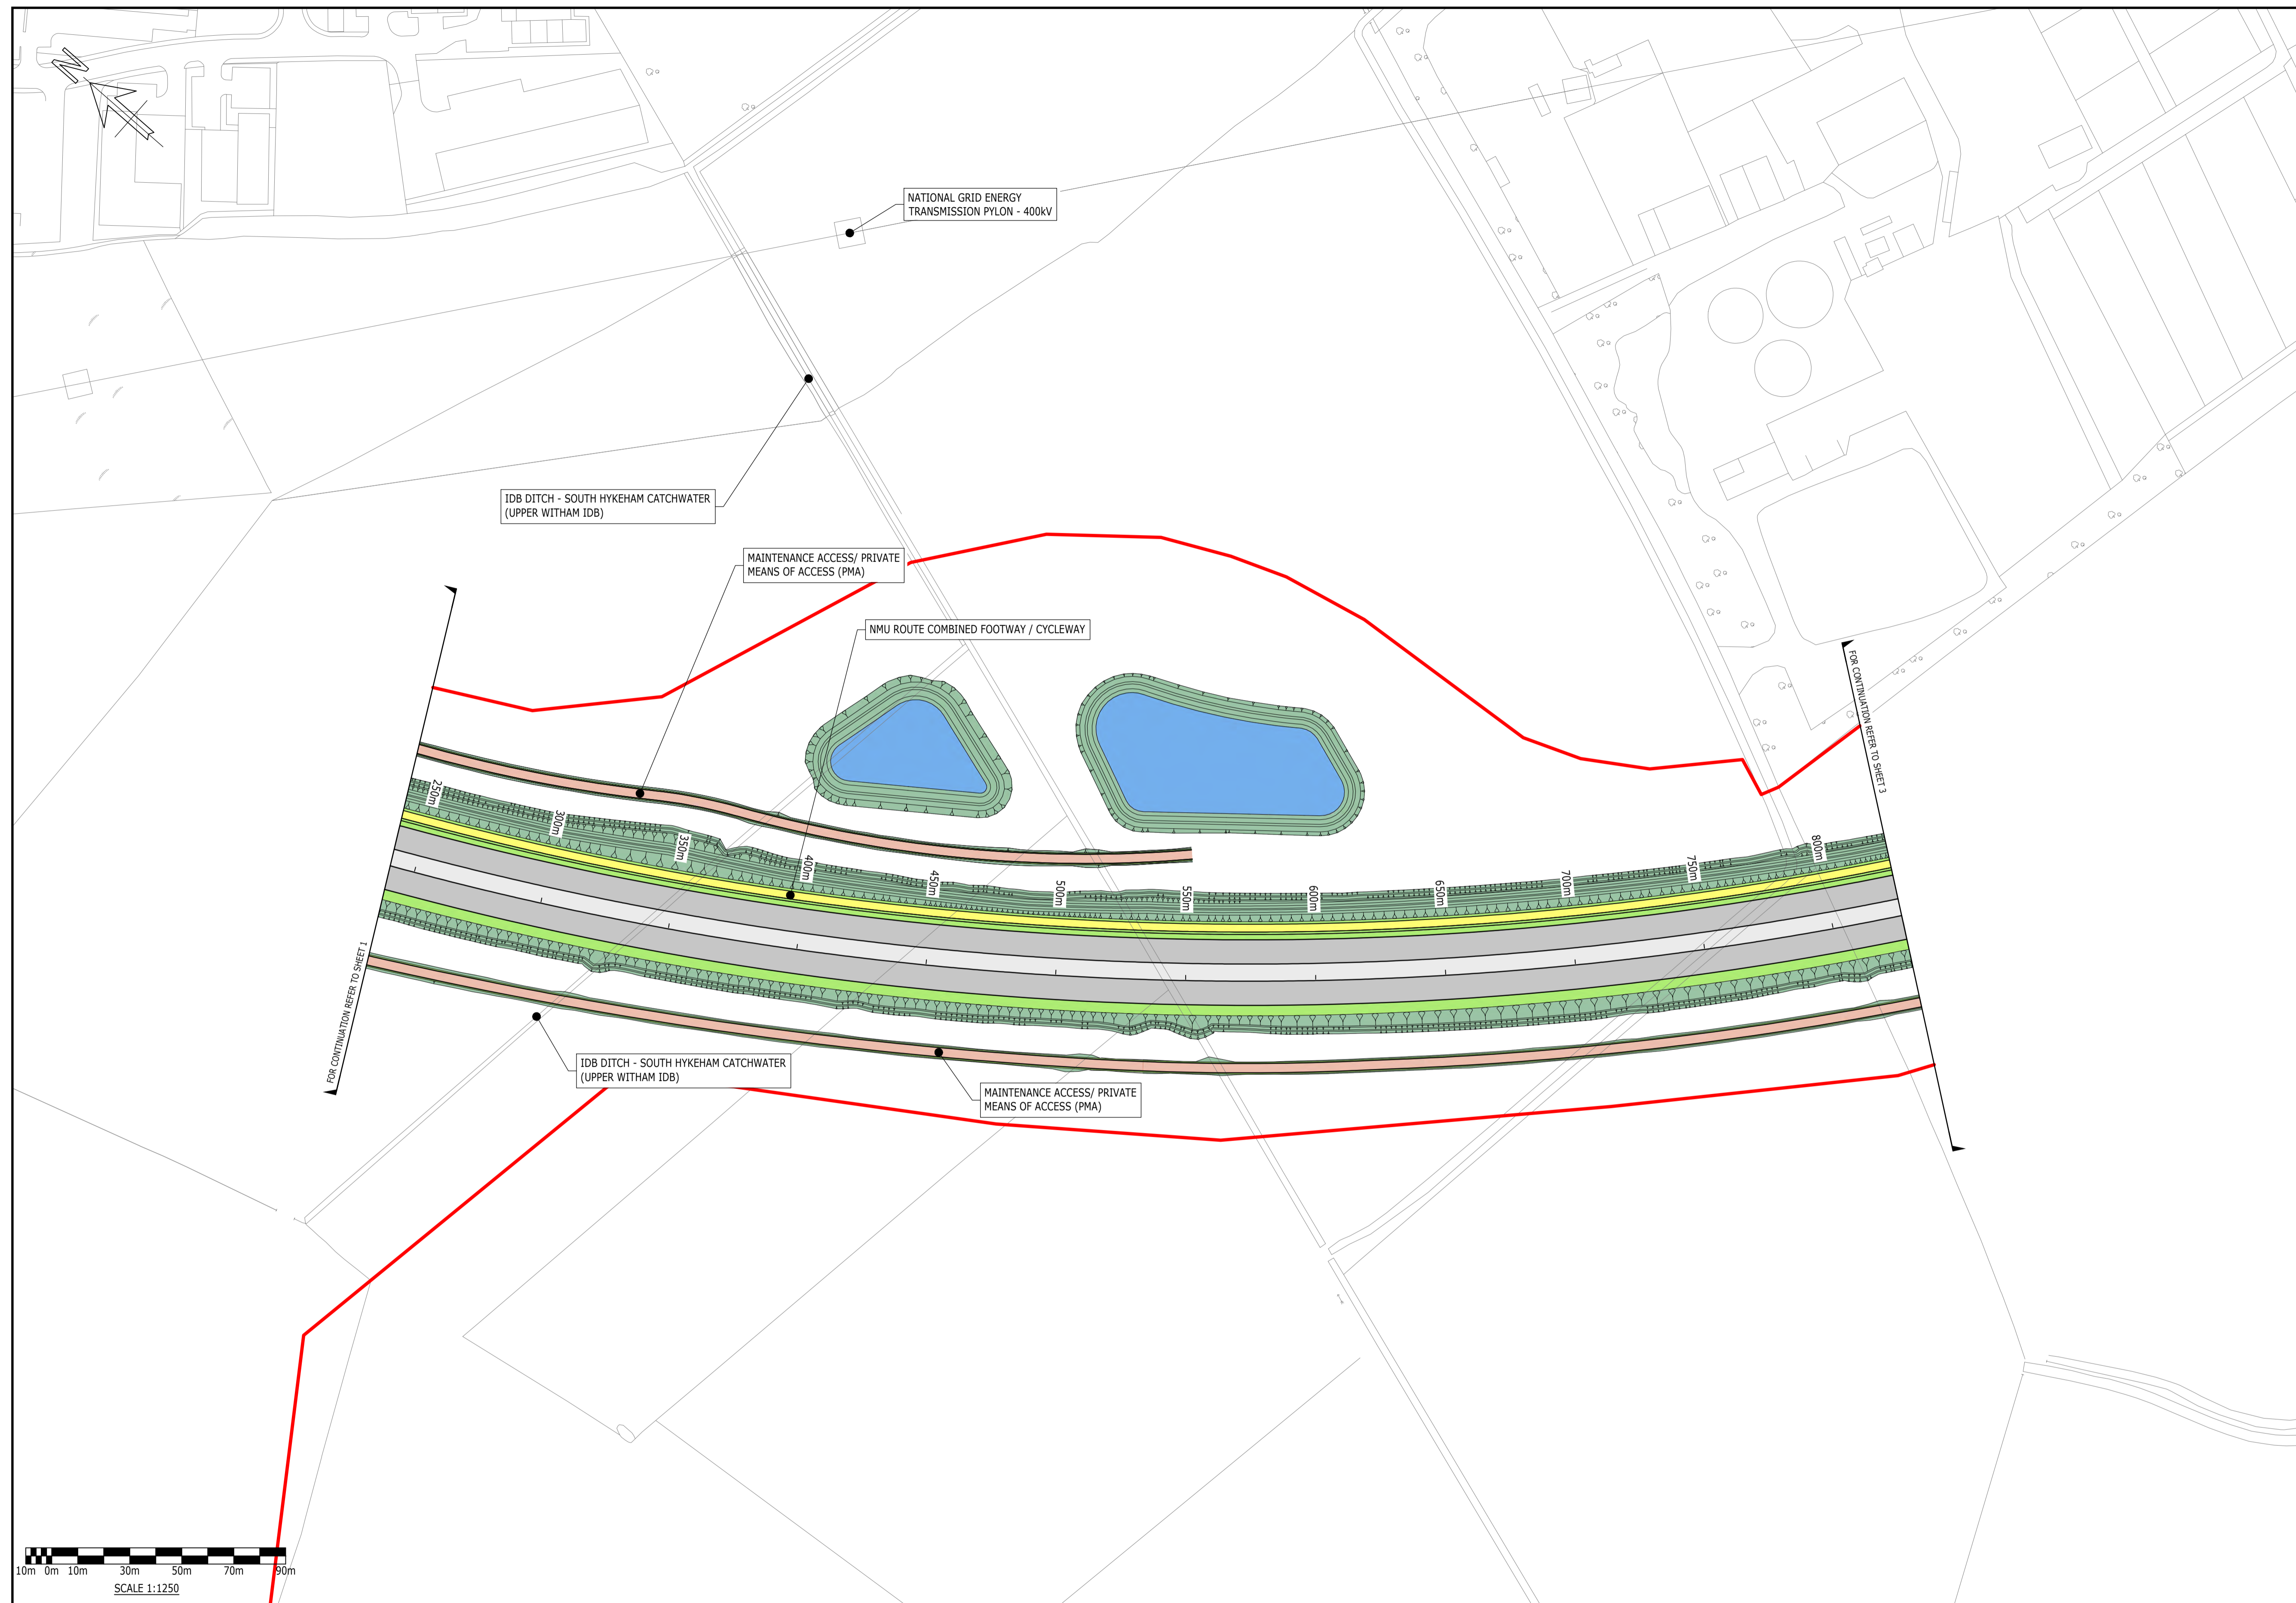 N
NATIONAL GRID ENERGY
TRANSMISSION PYLON - 400kV
IDB DITCH - SOUTH HYKEHAM CATCHWATER
(UPPER WITHAM IDB)
MAINTENANCE ACCESS/ PRIVATE
MEANS OF ACCESS (PMA)
NMU ROUTE COMBINED FOOTWAY / CYCLEWAY
FOR CONTINUATION REFER TO SHEET 3
250m
300m
350m
400m
450m
500m
550m
600m
650m
700m
750m
800m
FOR CONTINUATION REFER TO SHEET 1
IDB DITCH - SOUTH HYKEHAM CATCHWATER
(UPPER WITHAM IDB)
MAINTENANCE ACCESS/ PRIVATE
MEANS OF ACCESS (PMA)
10m 0m 10m 30m 50m 70m 90m
SCALE 1:1250